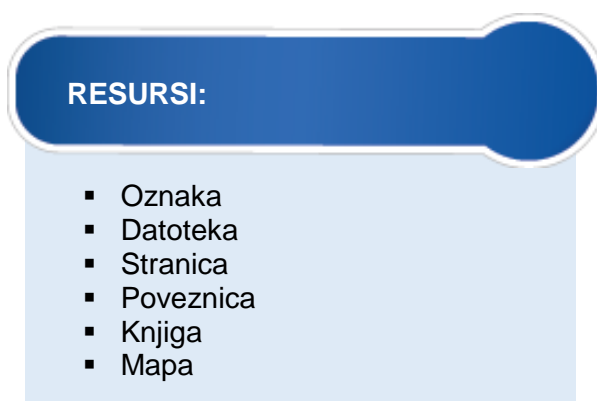 RESURSI:
▪ Oznaka
▪ Datoteka
▪ Stranica
▪ Poveznica
▪ Knjiga
▪ Mapa